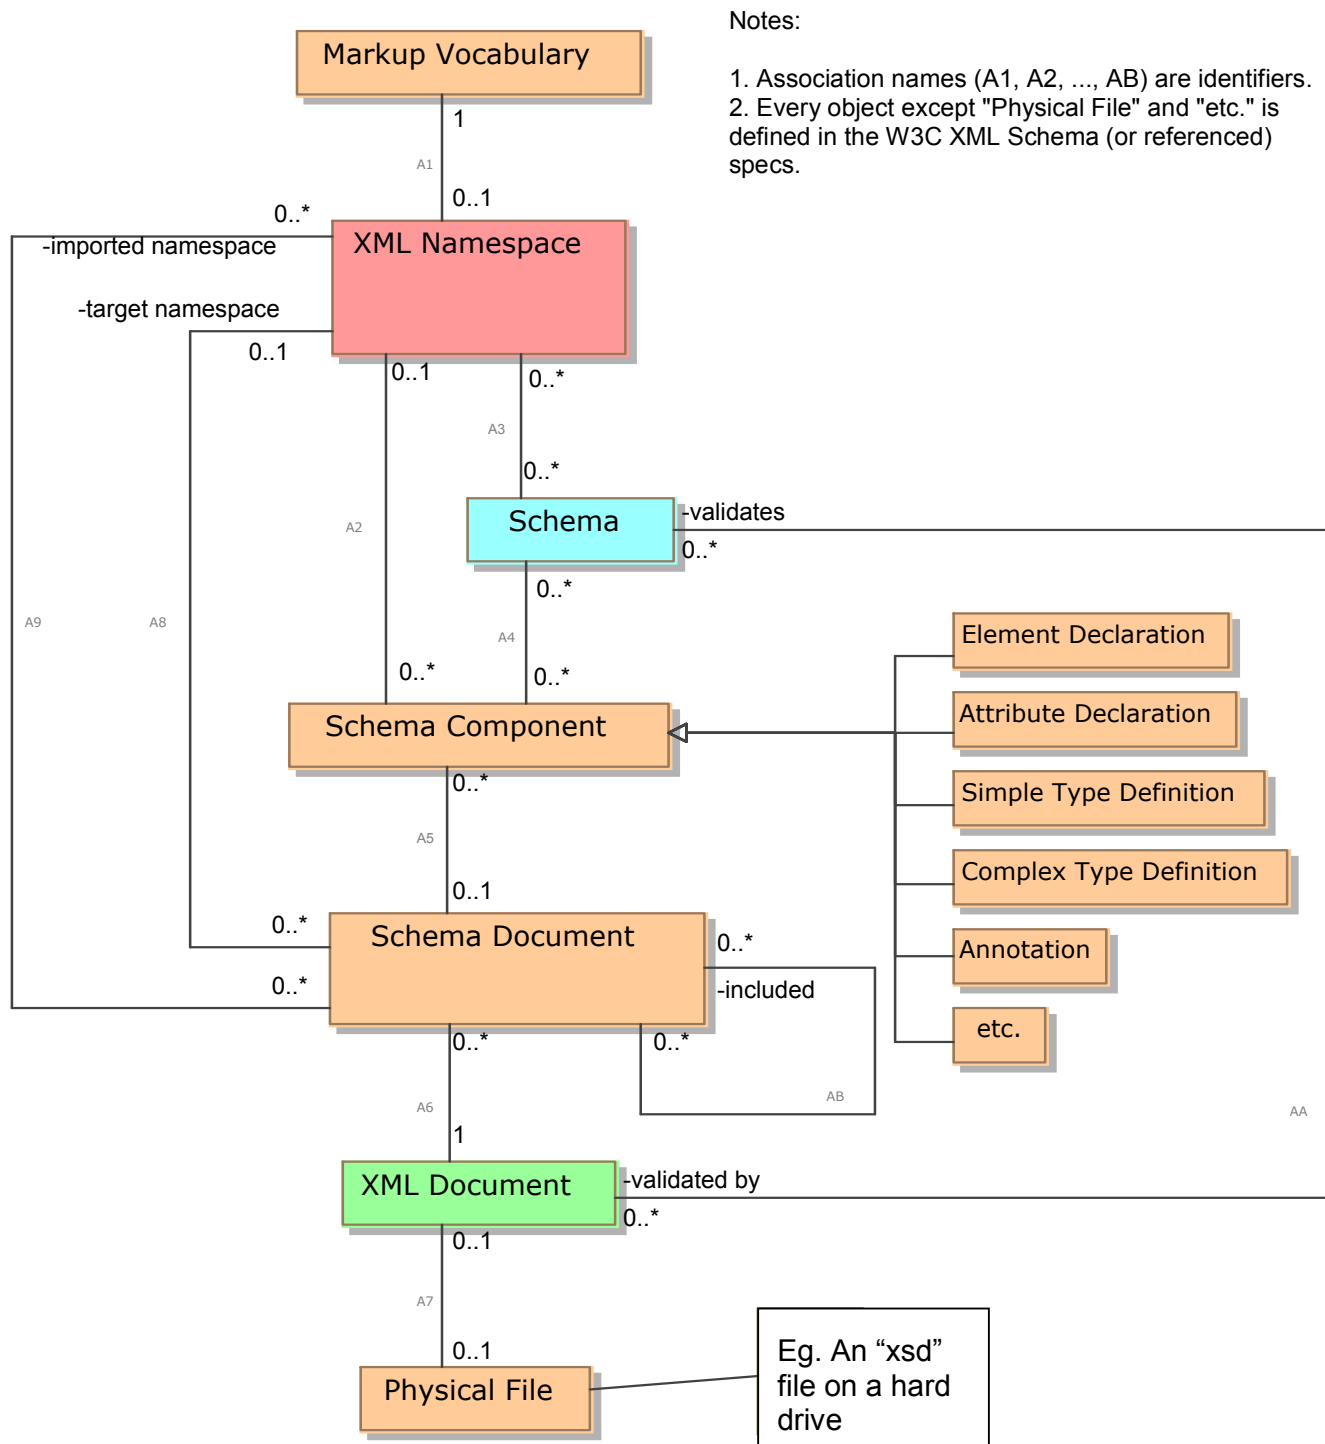 Notes:
1. Association names (A1, A2, ..., AB) are identifiers.
2. Every object except "Physical File" and "etc." is
defined in the W3C XML Schema (or referenced)
specs.
Markup Vocabulary
1
A1
0..1
0..*
-imported namespace
XML Namespace
-target namespace
0..1
0..1
0..*
A3
0..*
A2
Schema
-validates
0..*
0..*
A9
A8
A4
0..*
0..*
Element Declaration
Attribute Declaration
Simple Type Definition
Complex Type Definition
Annotation
etc.
Schema Component
0..*
A5
0..1
0..*
Schema Document
0..*
0..*
-included
0..*
0..*
AB
A6
AA
1
XML Document
-validated by
0..*
0..1
A7
0..1
Physical File
Eg. An “xsd”
file on a hard
drive